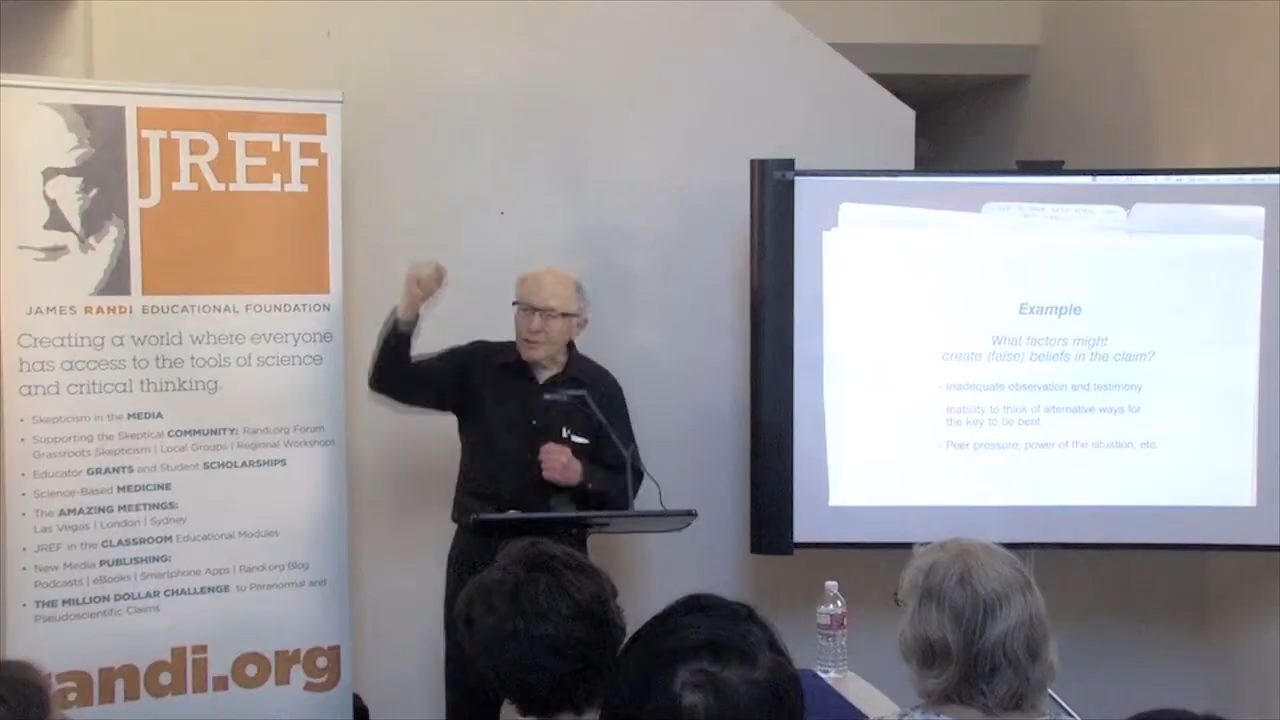 JREF
JAMES RANDI EDUCATIONAL FOUNDATION
Creating a world where everyone
has access to the tools of science
and critical thinking.
• Skepticism in the MEDIA
• Supporting the Skeptical COMMUNITY: Randi.org Forum
Grassroots Skepticism | Local Groups | Regional Workshops
• Educator GRANTS and Student SCHOLARSHIPS
• Science-Based MEDICINE
• The AMAZING MEETINGS:
Las Vegas | London | Sydney
• JREF in the CLASSROOM Educational Modules
• New Media PUBLISHING:
Podcasts | eBooks | Smartphone Apps | Randi.org Blog
• THE MILLION DOLLAR CHALLENGE to Paranormal and
Pseudoscientific Claims
randi.org
Example
What factors might
create (false) beliefs in the claim?
- Inadequate observation and testimony
Inability to think of alternative ways for
the key to be bent
- Peer pressure; power of the situation, etc.